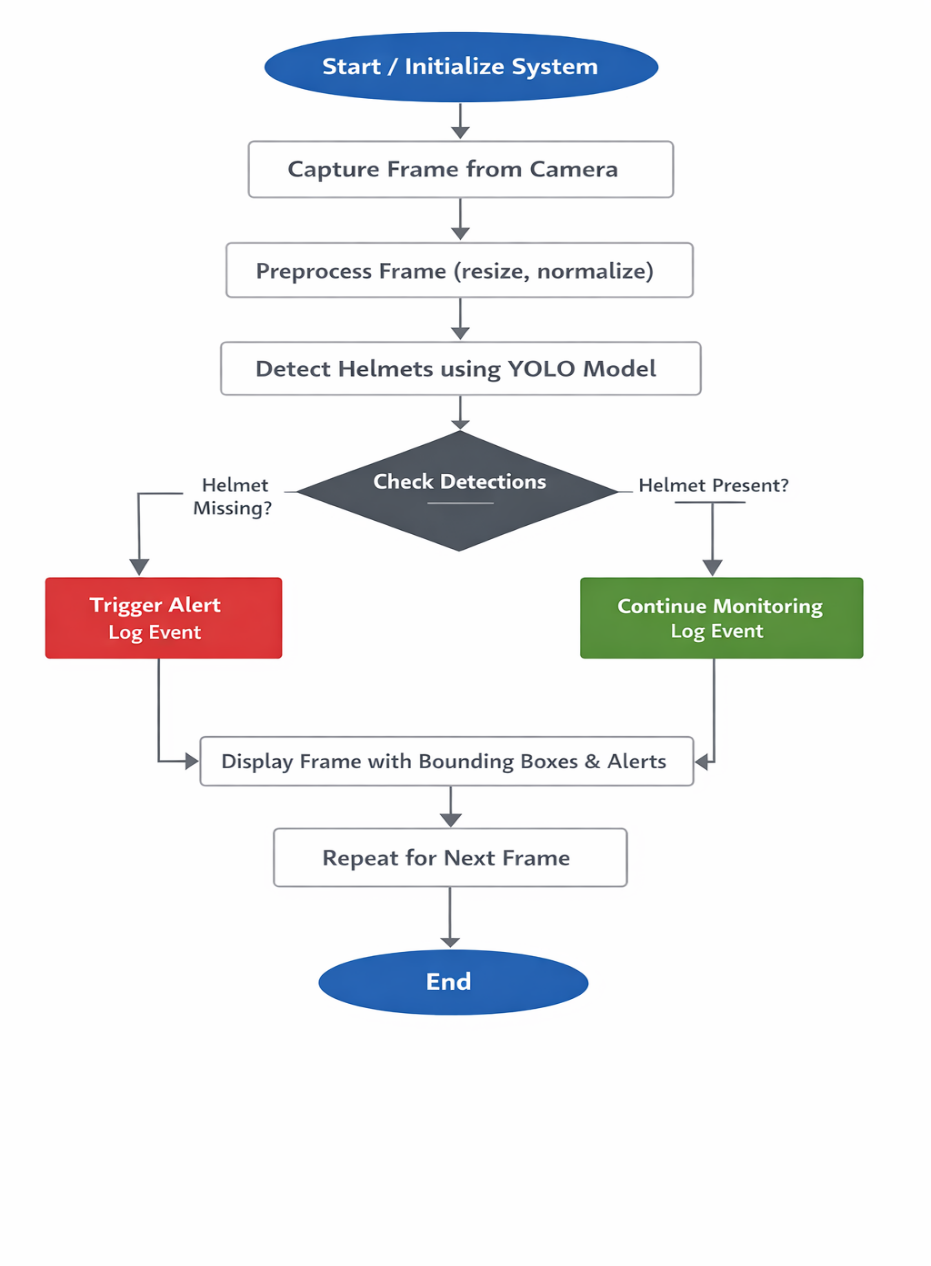 Start / Initialize System
Capture Frame from Camera
Preprocess Frame (resize, normalize)
Detect Helmets using YOLO Model
Check Detections
Helmet
Missing?
Helmet Present?
Trigger Alert
Log Event
Continue Monitoring
Log Event
Display Frame with Bounding Boxes & Alerts
Repeat for Next Frame
End